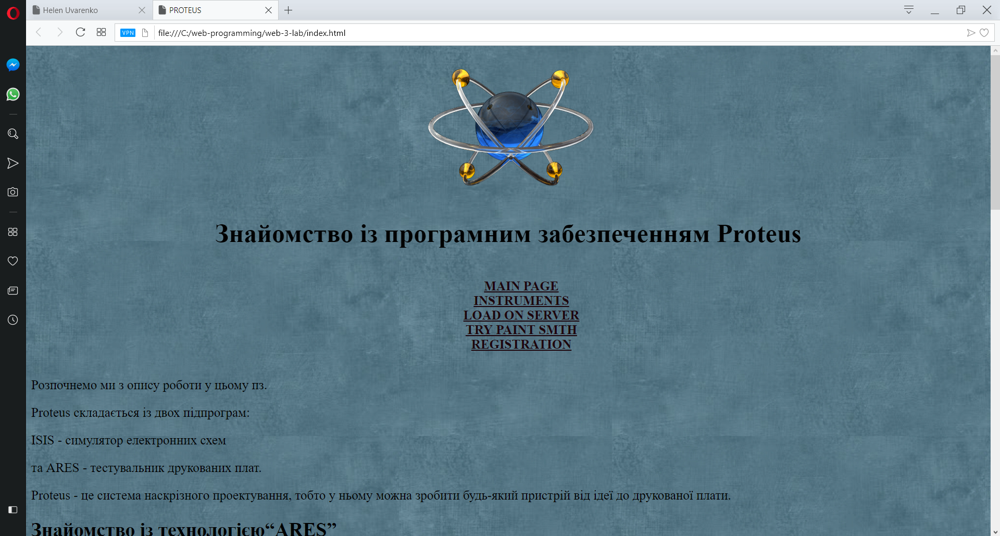 Helen Uvarenko
PROTEUS
VPN
file:///C:/web-programming/web-3-lab/index.html
Знайомство із програмним забезпеченням Proteus
MAIN PAGE
INSTRUMENTS
LOAD ON SERVER
TRY PAINT SMTH
REGISTRATION
Розпочнемо ми з опису роботи у цьому пз.
Proteus складається із двох підпрограм:
ISIS - симулятор електронних схем
та ARES - тестувальник друкованих плат.
Proteus - це система наскрізного проектування, тобто у ньому можна зробити будь-який пристрій від ідеї до друкованої плати.
Знайомство із технологією“ARES”